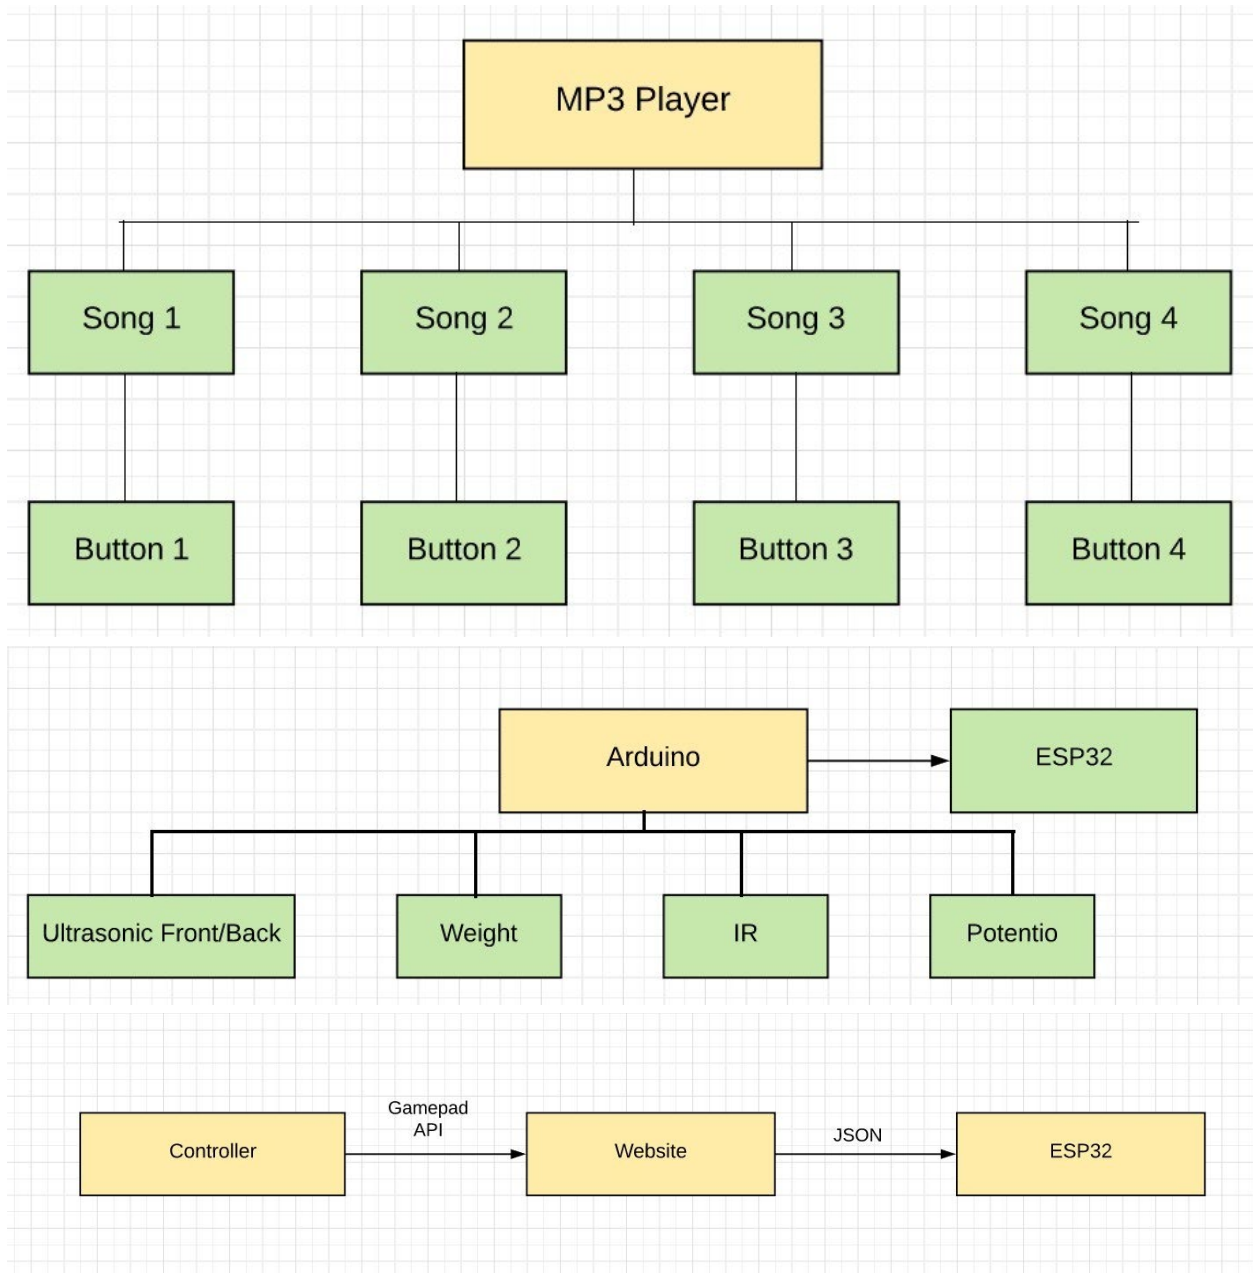 MP3 Player
Song 1
Song 2
Song 3
Song 4
Button 1
Button 2
Button 3
Button 4
Arduino
ESP32
Ultrasonic Front/Back
Weight
IR
Potentio
Controller
Gamepad
API
Website
JSON
ESP32